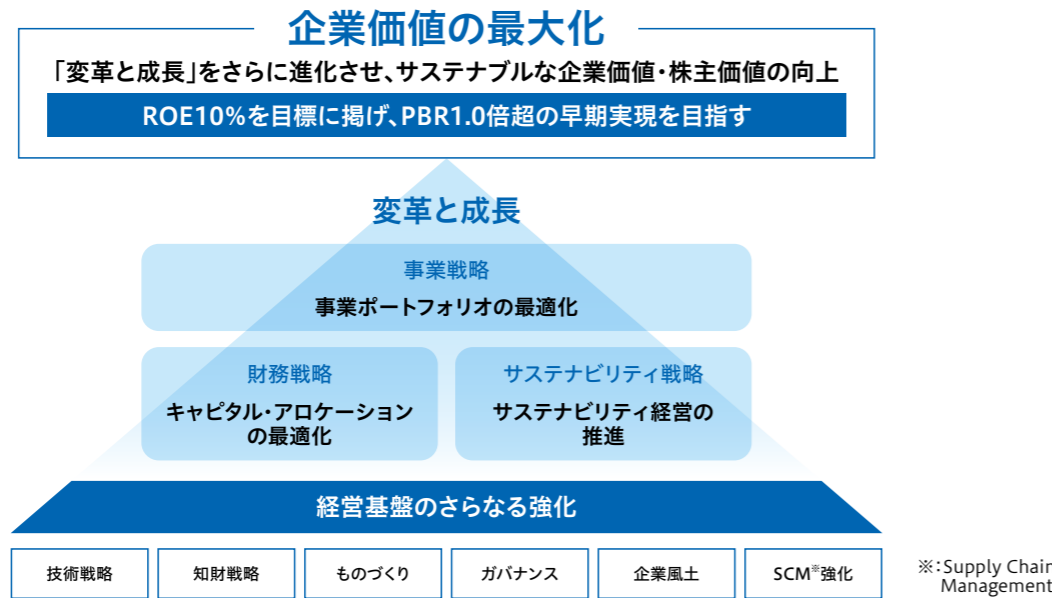 企業価値の最大化
「変革と成長」をさらに進化させ、サステナブルな企業価値・株主価値の向上
ROE10%を目標に掲げ、PBR1.0倍超の早期実現を目指す
変革と成長
事業戦略
事業ポートフォリオの最適化
財務戦略
キャピタル・アロケーション
の最適化
サステナビリティ戦略
サステナビリティ経営の
推進
経営基盤のさらなる強化
技術戦略
知財戦略
ものづくり
ガバナンス
企業風土
SCM※強化
※：Supply Chain
Management